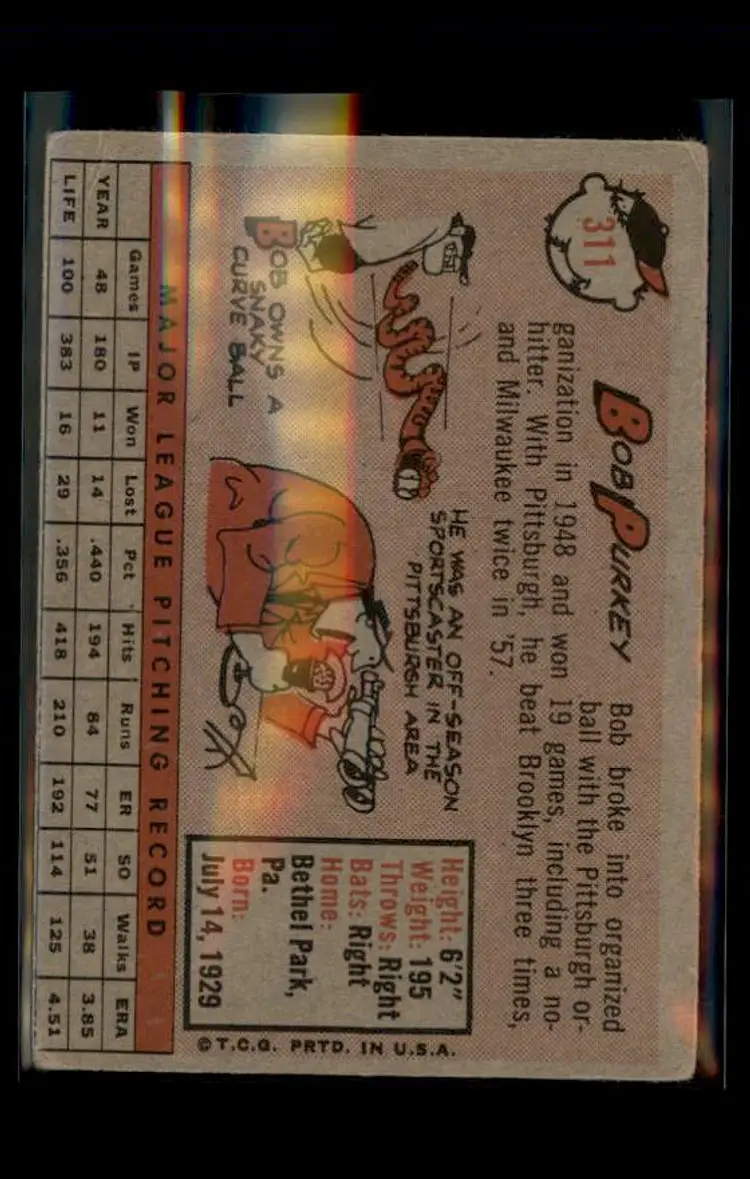 311
BOB PURKEY
Bob broke into organized
ball with the Pittsburgh or-
ganization in 1948 and won 19 games, including a no-
hitter. With Pittsburgh, he beat Brooklyn three times,
and Milwaukee twice in '57.
BOB OWNS A
SNAKY
CURVE BALL
HE WAS AN OFF-SEASON
SPORTSCASTER IN THE
PITTSBURGH AREA
Height: 6'2"
Weight: 195
Throws: Right
Bats: Right
Home:
Bethel Park,
Pa.
Born:
July 14, 1929
© T.C.G. PRTD. IN U.S.A.
MAJOR LEAGUE PITCHING RECORD
Games IP Won Lost Pct. Hits Runs ER SO Walks ERA
YEAR 48 180 11 14 .440 194 84 77 51 38 3.85
LIFE 100 383 16 29 .356 418 210 192 114 125 4.51